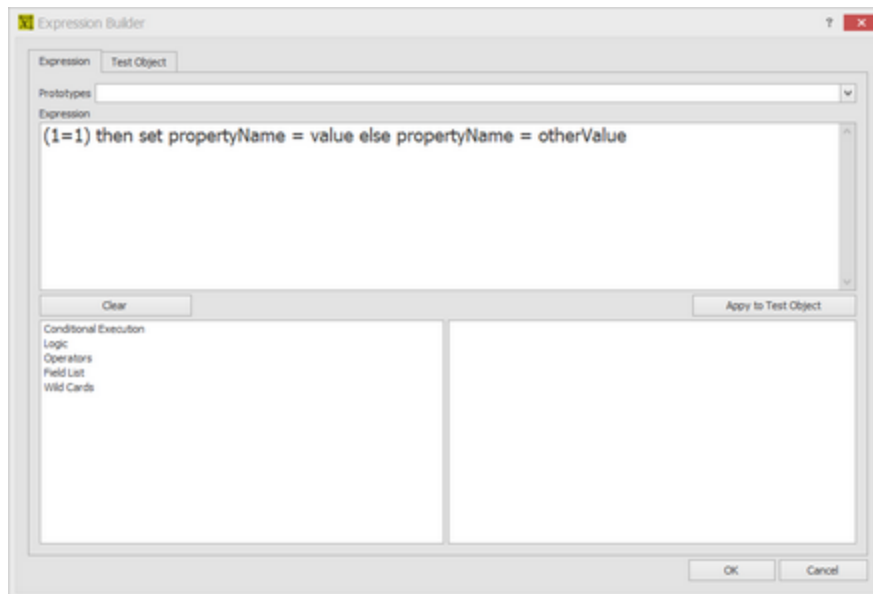 Expression Builder
?
Expression Test Object
Prototypes
Expression
(1=1) then set propertyName = value else propertyName = otherValue
Clear Appy to Test Object
Conditional Execution
Logic
Operators
Field List
Wild Cards
OK Cancel